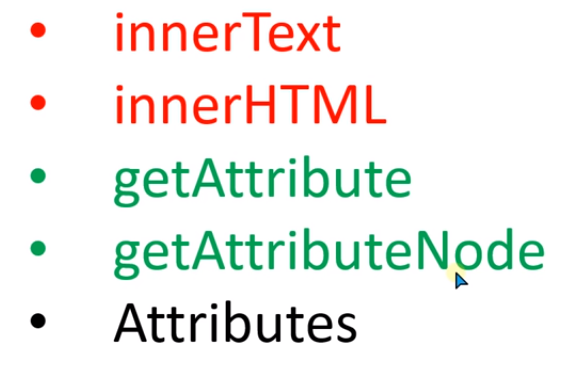 • innerText
• innerHTML
• getAttribute
• getAttributeNode
• Attributes